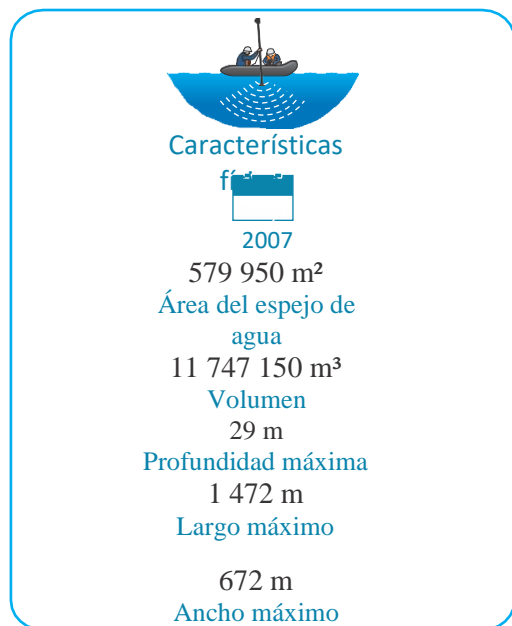 Características
2007
579 950 m²
Área del espejo de
agua
11 747 150 m³
Volumen
29 m
Profundidad máxima
1 472 m
Largo máximo
672 m
Ancho máximo